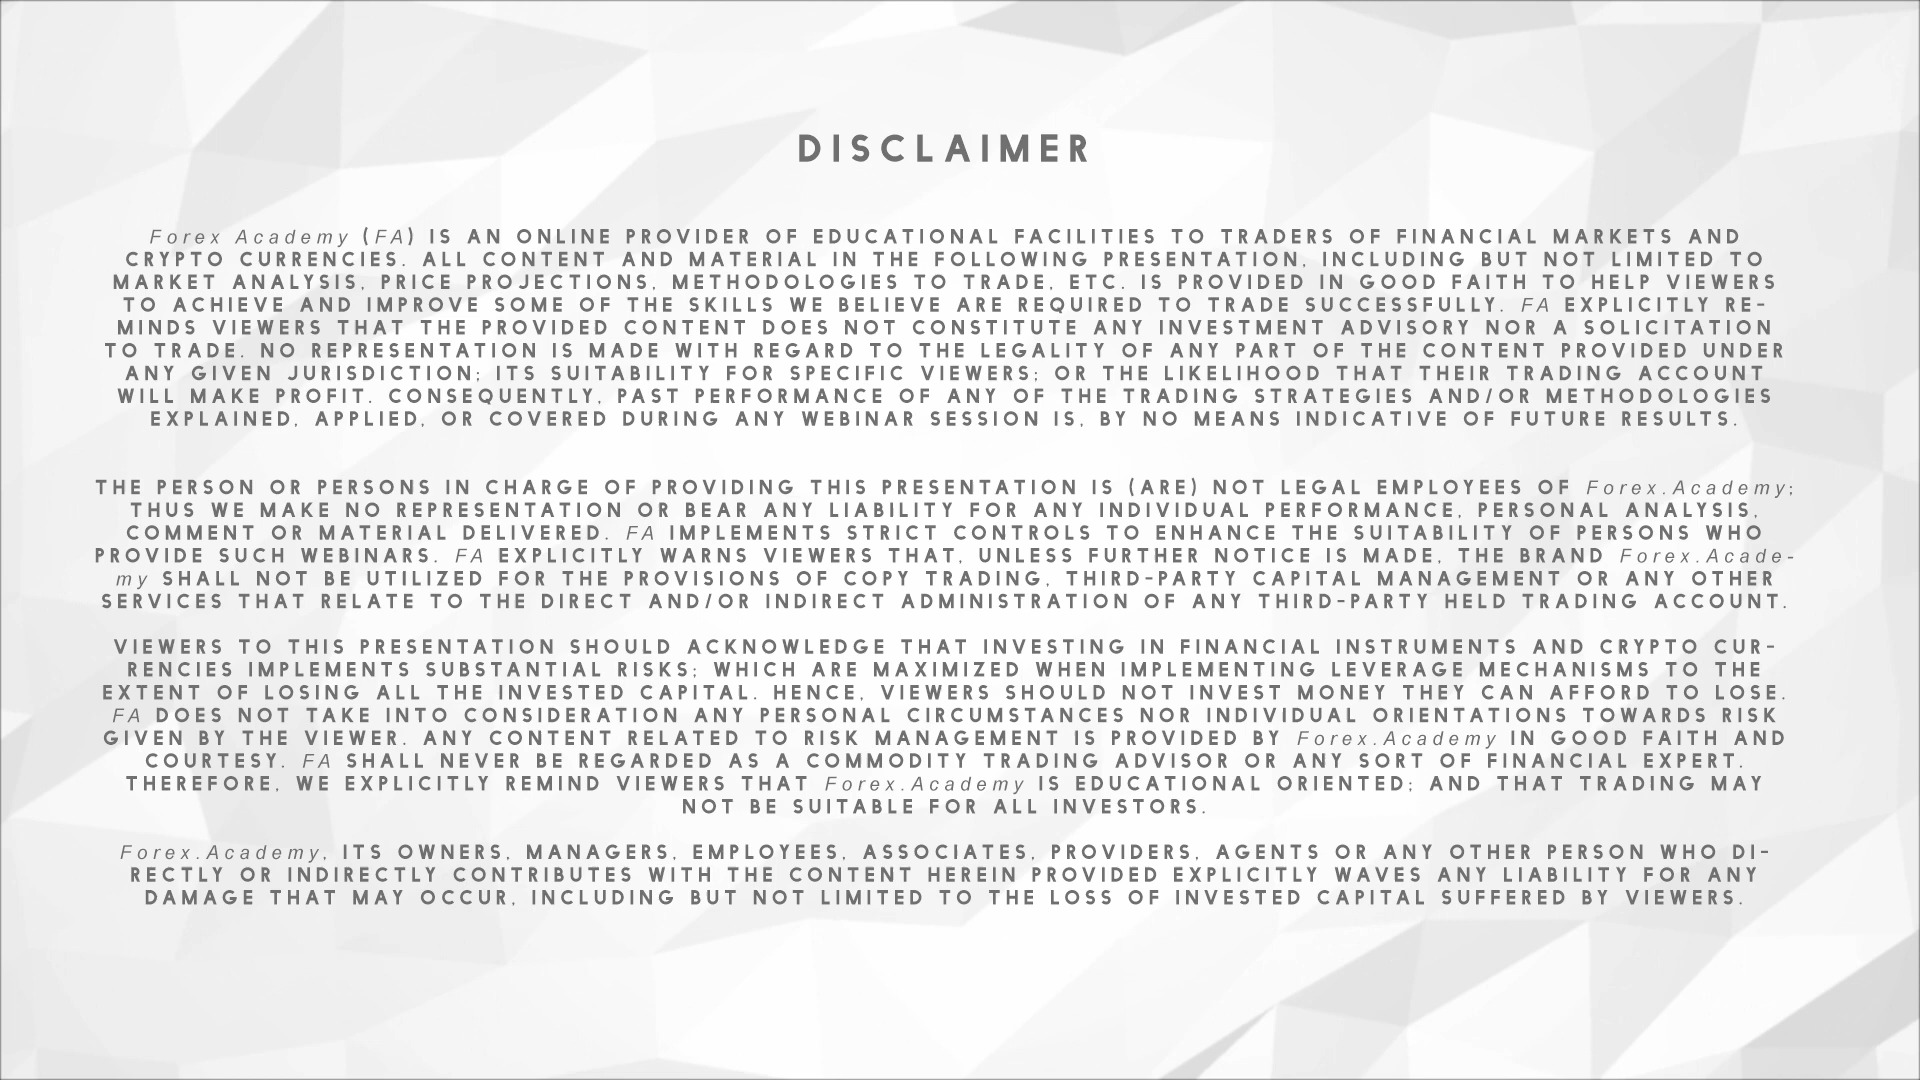 DISCLAIMER
Forex Academy (FA) IS AN ONLINE PROVIDER OF EDUCATIONAL FACILITIES TO TRADERS OF FINANCIAL MARKETS AND
CRYPTO CURRENCIES. ALL CONTENT AND MATERIAL IN THE FOLLOWING PRESENTATION, INCLUDING BUT NOT LIMITED TO
MARKET ANALYSIS, PRICE PROJECTIONS, METHODOLOGIES TO TRADE, ETC. IS PROVIDED IN GOOD FAITH TO HELP VIEWERS
TO ACHIEVE AND IMPROVE SOME OF THE SKILLS WE BELIEVE ARE REQUIRED TO TRADE SUCCESSFULLY. FA EXPLICITLY RE-
MINDS VIEWERS THAT THE PROVIDED CONTENT DOES NOT CONSTITUTE ANY INVESTMENT ADVISORY NOR A SOLICITATION
TO TRADE. NO REPRESENTATION IS MADE WITH REGARD TO THE LEGALITY OF ANY PART OF THE CONTENT PROVIDED UNDER
ANY GIVEN JURISDICTION; ITS SUITABILITY FOR SPECIFIC VIEWERS; OR THE LIKELIHOOD THAT THEIR TRADING ACCOUNT
WILL MAKE PROFIT. CONSEQUENTLY, PAST PERFORMANCE OF ANY OF THE TRADING STRATEGIES AND/OR METHODOLOGIES
EXPLAINED, APPLIED, OR COVERED DURING ANY WEBINAR SESSION IS, BY NO MEANS INDICATIVE OF FUTURE RESULTS.
THE PERSON OR PERSONS IN CHARGE OF PROVIDING THIS PRESENTATION IS (ARE) NOT LEGAL EMPLOYEES OF Forex.Academy;
THUS WE MAKE NO REPRESENTATION OR BEAR ANY LIABILITY FOR ANY INDIVIDUAL PERFORMANCE, PERSONAL ANALYSIS,
COMMENT OR MATERIAL DELIVERED. FA IMPLEMENTS STRICT CONTROLS TO ENHANCE THE SUITABILITY OF PERSONS WHO
PROVIDE SUCH WEBINARS. FA EXPLICITLY WARNS VIEWERS THAT, UNLESS FURTHER NOTICE IS MADE, THE BRAND Forex.Acade-
my SHALL NOT BE UTILIZED FOR THE PROVISIONS OF COPY TRADING, THIRD-PARTY CAPITAL MANAGEMENT OR ANY OTHER
SERVICES THAT RELATE TO THE DIRECT AND/OR INDIRECT ADMINISTRATION OF ANY THIRD-PARTY HELD TRADING ACCOUNT.
VIEWERS TO THIS PRESENTATION SHOULD ACKNOWLEDGE THAT INVESTING IN FINANCIAL INSTRUMENTS AND CRYPTO CUR-
RENCIES IMPLEMENTS SUBSTANTIAL RISKS; WHICH ARE MAXIMIZED WHEN IMPLEMENTING LEVERAGE MECHANISMS TO THE
EXTENT OF LOSING ALL THE INVESTED CAPITAL. HENCE, VIEWERS SHOULD NOT INVEST MONEY THEY CAN AFFORD TO LOSE.
FA DOES NOT TAKE INTO CONSIDERATION ANY PERSONAL CIRCUMSTANCES NOR INDIVIDUAL ORIENTATIONS TOWARDS RISK
GIVEN BY THE VIEWER. ANY CONTENT RELATED TO RISK MANAGEMENT IS PROVIDED BY Forex.Academy IN GOOD FAITH AND
COURTESY. FA SHALL NEVER BE REGARDED AS A COMMODITY TRADING ADVISOR OR ANY SORT OF FINANCIAL EXPERT.
THEREFORE, WE EXPLICITLY REMIND VIEWERS THAT Forex.Academy IS EDUCATIONAL ORIENTED; AND THAT TRADING MAY
NOT BE SUITABLE FOR ALL INVESTORS.
Forex.Academy, ITS OWNERS, MANAGERS, EMPLOYEES, ASSOCIATES, PROVIDERS, AGENTS OR ANY OTHER PERSON WHO DI-
RECTLY OR INDIRECTLY CONTRIBUTES WITH THE CONTENT HEREIN PROVIDED EXPLICITLY WAVES ANY LIABILITY FOR ANY
DAMAGE THAT MAY OCCUR, INCLUDING BUT NOT LIMITED TO THE LOSS OF INVESTED CAPITAL SUFFERED BY VIEWERS.